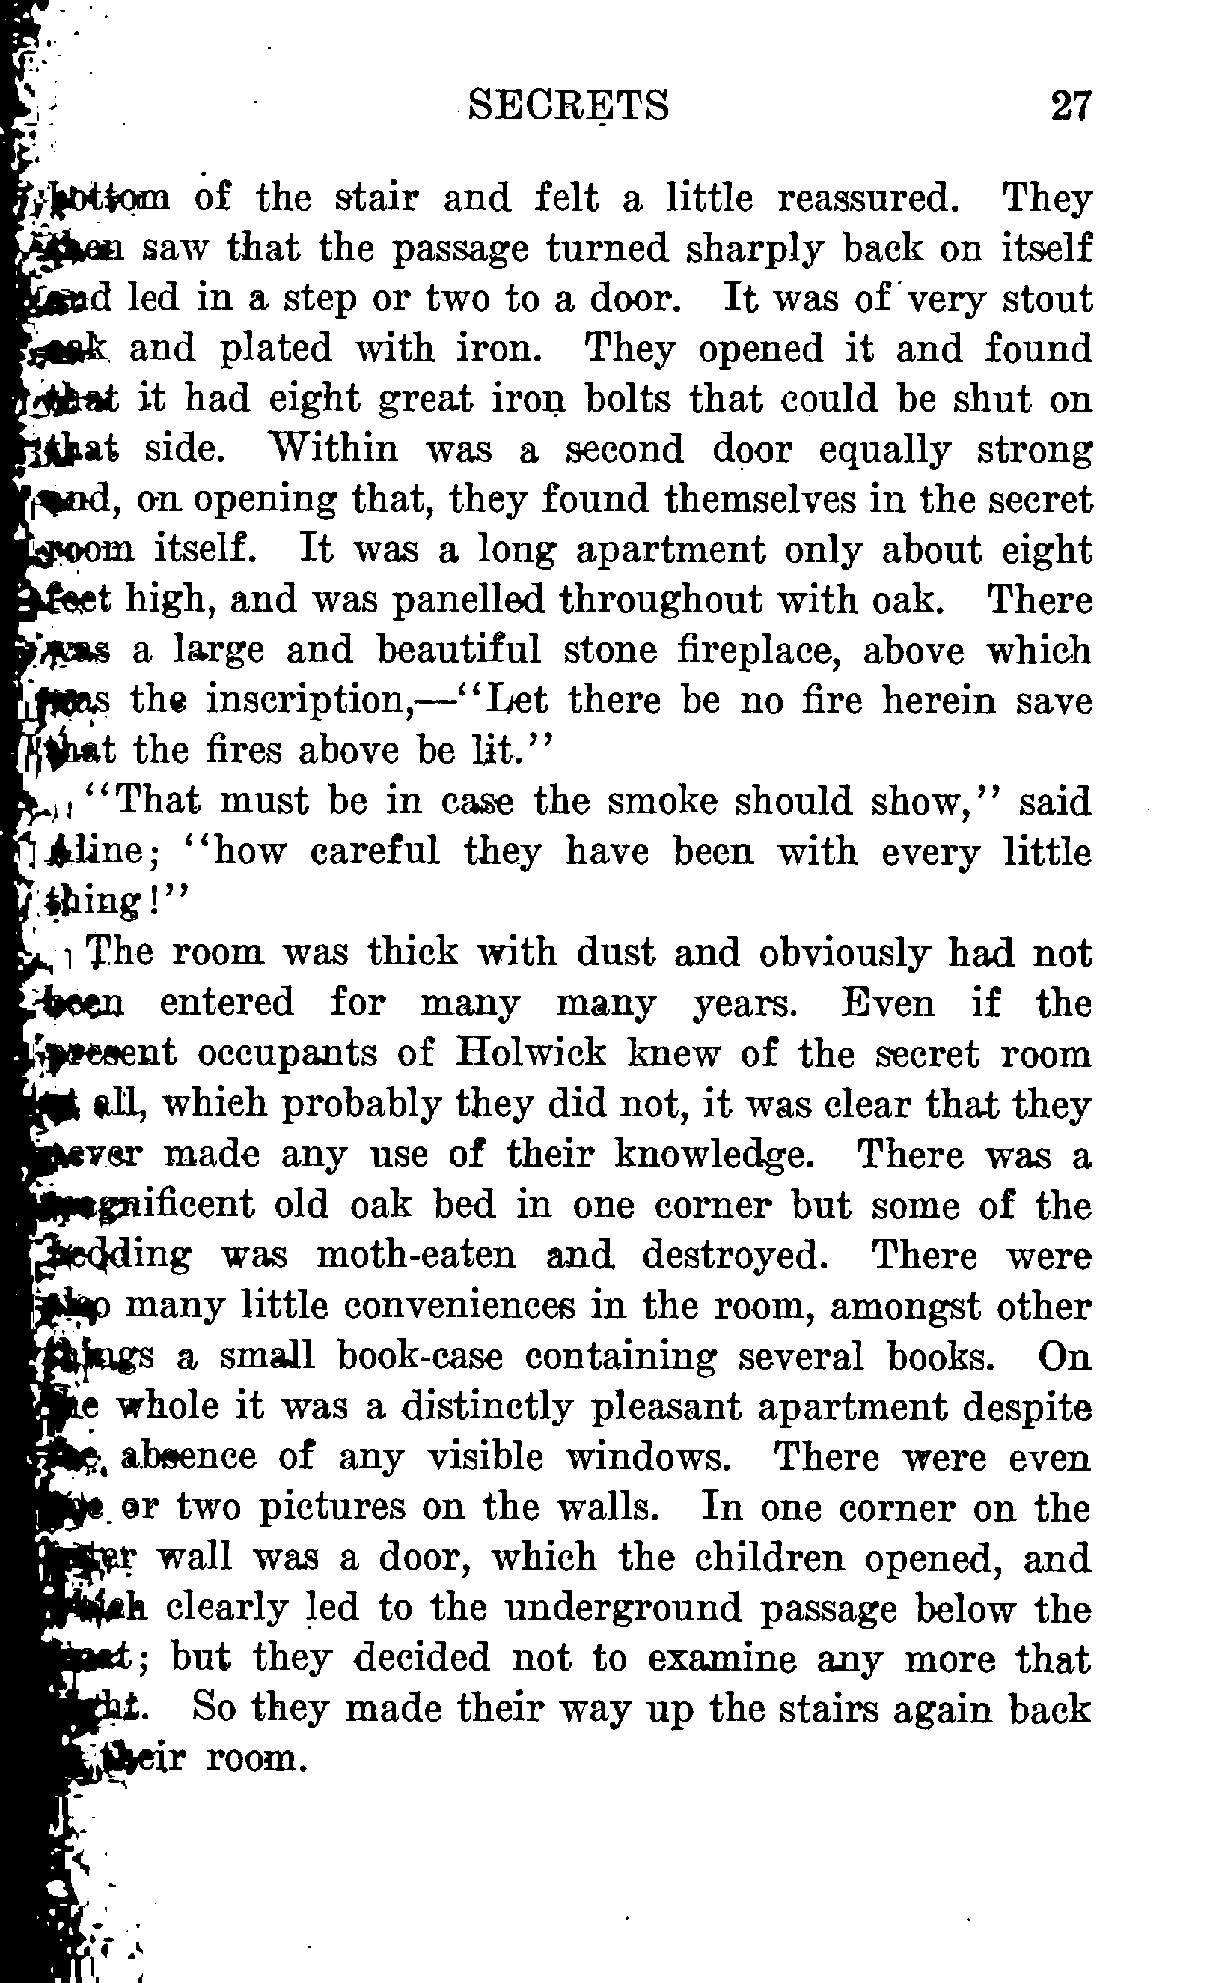 SECRETS 27
bottom of the stair and felt a little reassured. They
then saw that the passage turned sharply back on itself
and led in a step or two to a door. It was of very stout
oak and plated with iron. They opened it and found
that it had eight great iron bolts that could be shut on
that side. Within was a second door equally strong
and, on opening that, they found themselves in the secret
room itself. It was a long apartment only about eight
feet high, and was panelled throughout with oak. There
was a large and beautiful stone fireplace, above which
was the inscription,—"Let there be no fire herein save
that the fires above be lit."
"That must be in case the smoke should show," said
Aline; "how careful they have been with every little
thing!"
The room was thick with dust and obviously had not
been entered for many many years. Even if the
present occupants of Holwick knew of the secret room
at all, which probably they did not, it was clear that they
never made any use of their knowledge. There was a
magnificent old oak bed in one corner but some of the
bedding was moth-eaten and destroyed. There were
also many little conveniences in the room, amongst other
things a small book-case containing several books. On
the whole it was a distinctly pleasant apartment despite
the absence of any visible windows. There were even
one or two pictures on the walls. In one corner on the
wall was a door, which the children opened, and
which clearly led to the underground passage below the
but they decided not to examine any more that
night. So they made their way up the stairs again back
their room.